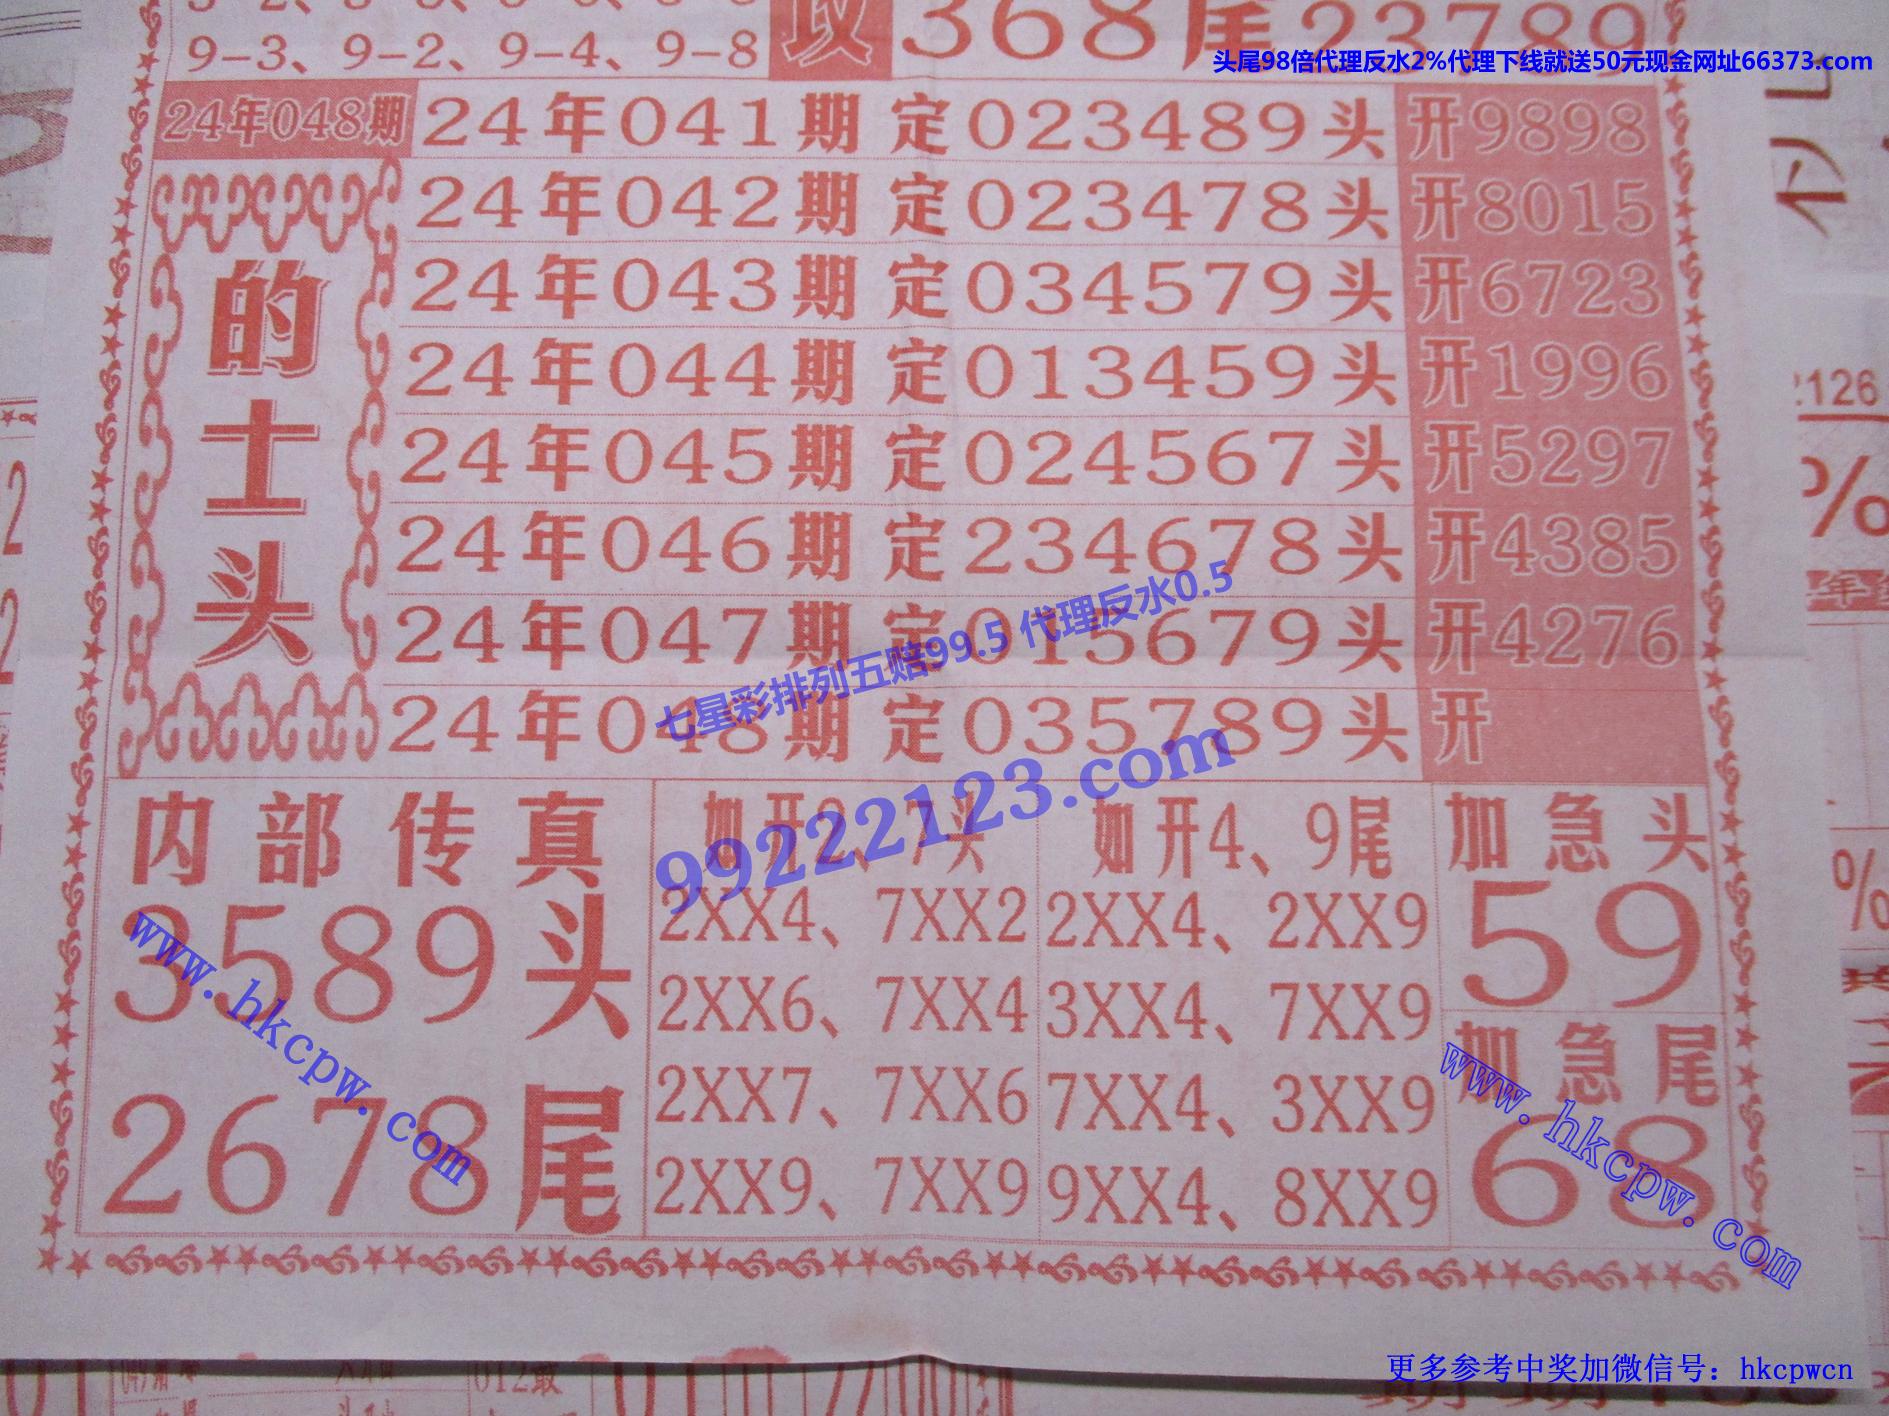 9-3、9-2、9-4、9-8
368尾23789
头尾98倍代理反水2%代理下线就送50元现金网址66373.com
24年048期
24年041期 定023489头 开9898
24年042期 定023478头 开8015
24年043期 定034579头 开6723
24年044期 定013459头 开1996
24年045期 定024567头 开5297
24年046期 定234678头 开4385
24年047期 定015679头 开4276
24年048期 定035789头 开
的士头
七星彩排列五赔99.5 代理反水0.5
99222123.com
内部传真
3589头
2678尾
如开2、7头
2XX4、7XX2
2XX6、7XX4
2XX7、7XX6
2XX9、7XX9
如开4、9尾
2XX4、2XX9
3XX4、7XX9
7XX4、3XX9
9XX4、8XX9
加急头
59
加急尾
68
www.hkcpw.com
www.hkcpw.com
更多参考中奖加微信号：hkcpwcn